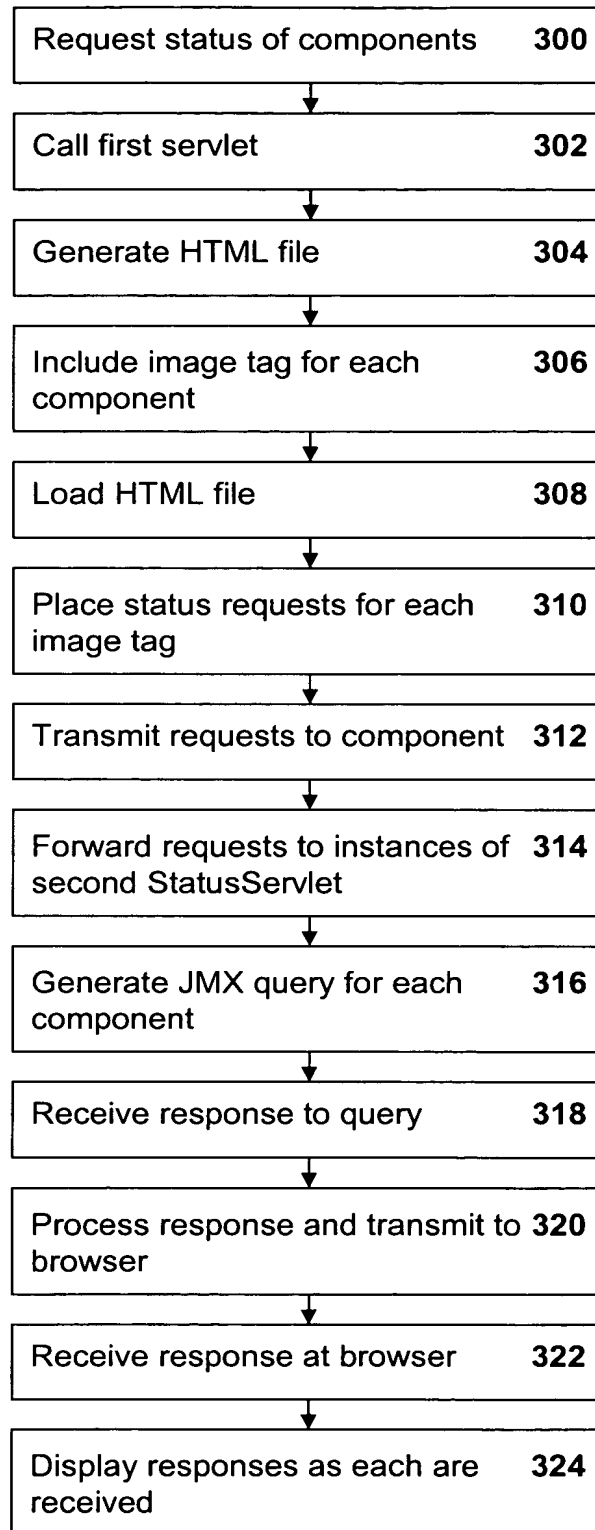 Request status of components 300
Call first servlet 302
Generate HTML file 304
Include image tag for each 306
component
Load HTML file 308
Place status requests for each 310
image tag
Transmit requests to component 312
Forward requests to instances of 314
second StatusServlet
Generate JMX query for each 316
component
Receive response to query 318
Process response and transmit to 320
browser
Receive response at browser 322
Display responses as each are 324
received